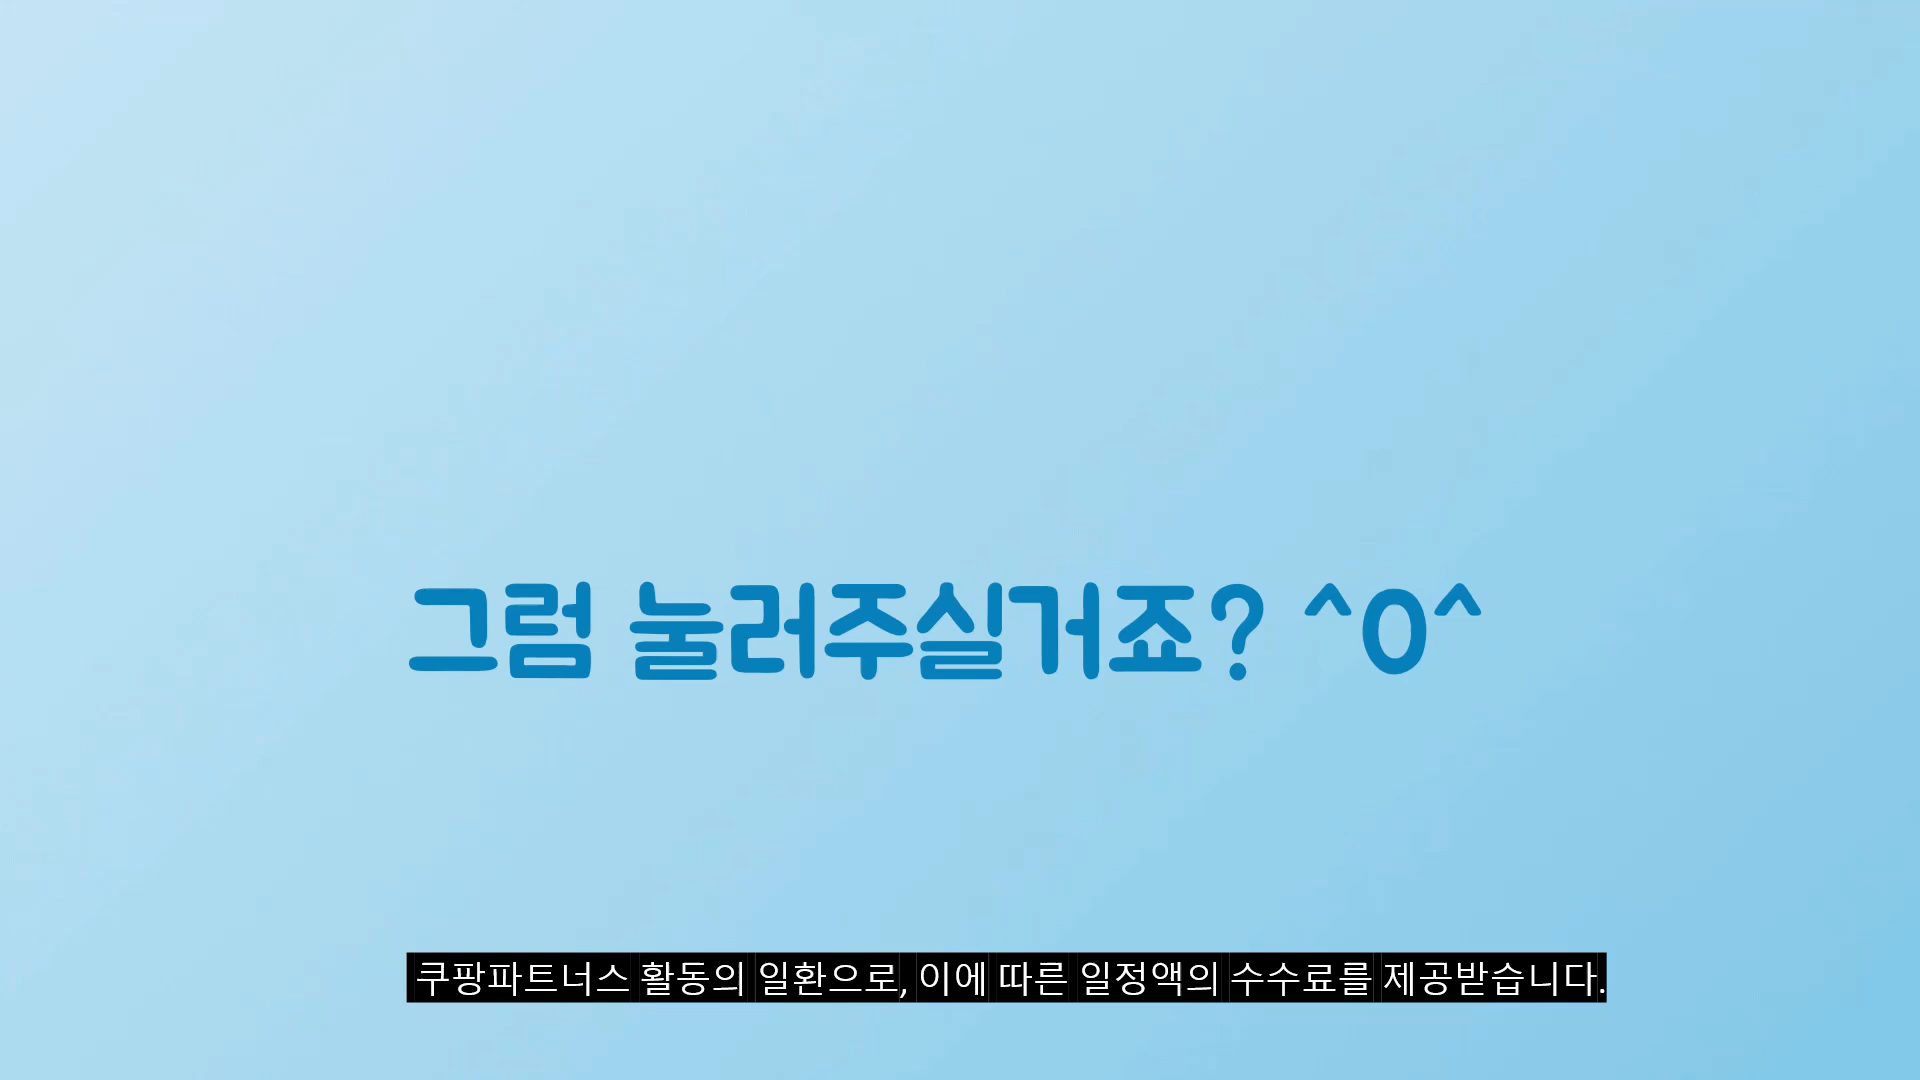 그럼 눌러주실거죠? ^0^
쿠팡파트너스 활동의 일환으로, 이에 따른 일정액의 수수료를 제공받습니다.